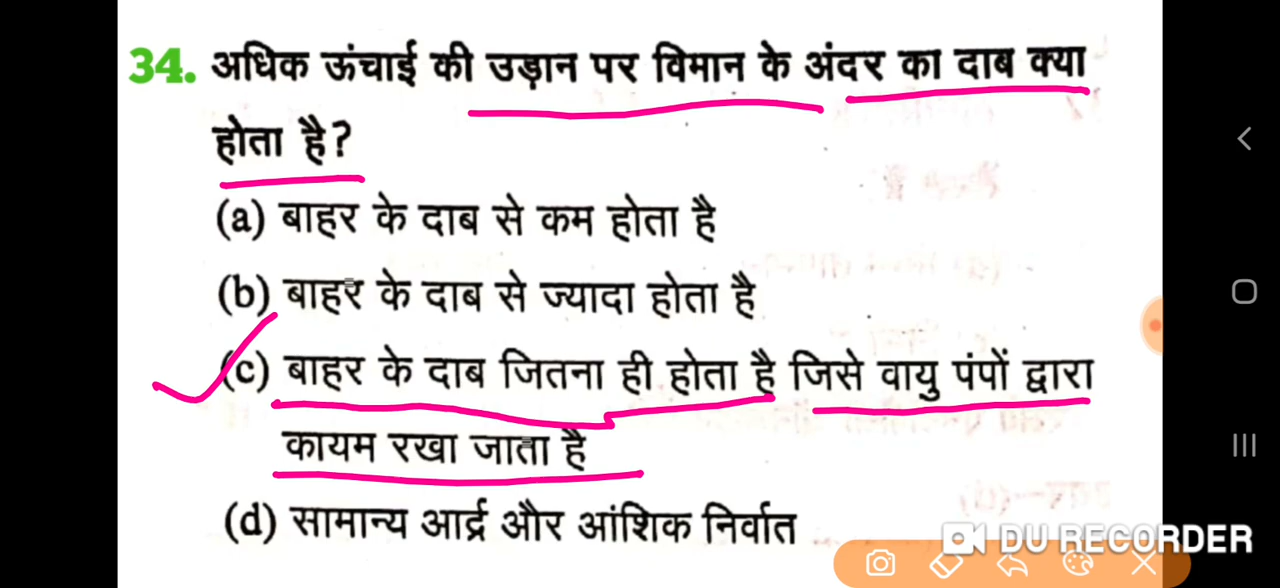 34. अधिक ऊंचाई की उड़ान पर विमान के अंदर का दाब क्या
होता है?
(a) बाहर के दाब से कम होता है
(b) बाहर के दाब से ज्यादा होता है
(c) बाहर के दाब जितना ही होता है जिसे वायु पंपों द्वारा
कायम रखा जाता है
(d) सामान्य आर्द्र और आंशिक निर्वात
DU RECORDER